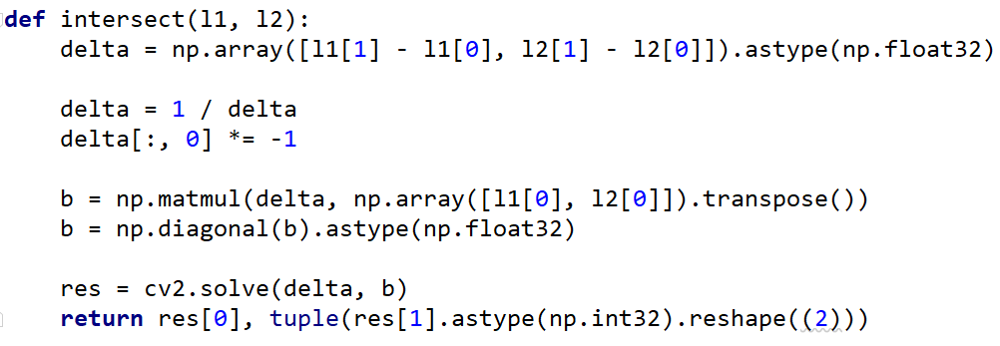 def intersect(l1, l2):
    delta = np.array([l1[1] - l1[0], l2[1] - l2[0]]).astype(np.float32)
    delta = 1 / delta
    delta[:, 0] *= -1
    b = np.matmul(delta, np.array([l1[0], l2[0]]).transpose())
    b = np.diagonal(b).astype(np.float32)
    res = cv2.solve(delta, b)
    return res[0], tuple(res[1].astype(np.int32).reshape((2)))